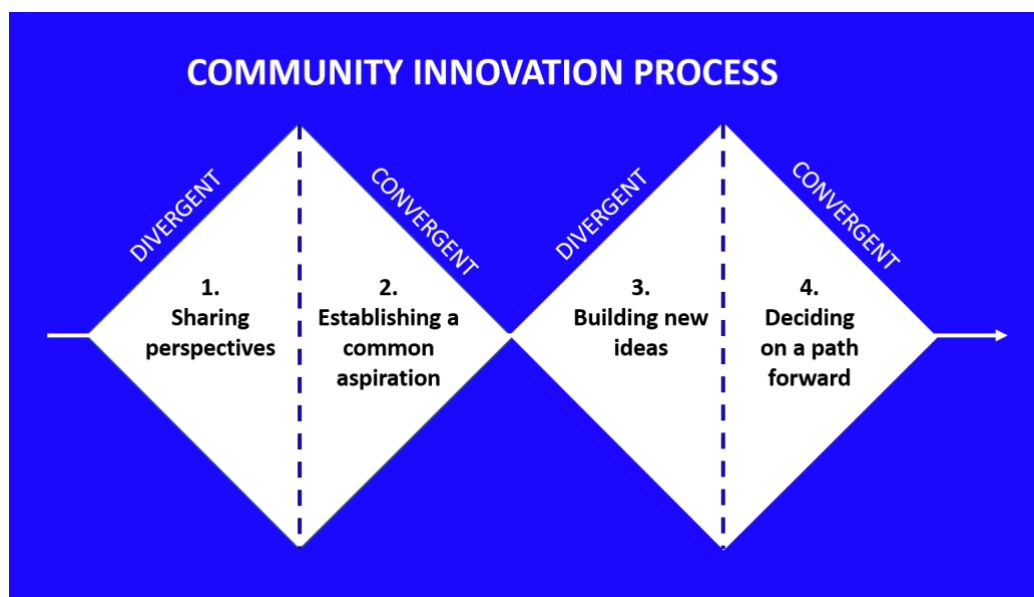 COMMUNITY INNOVATION PROCESS
DIVERGENT
CONVERGENT
DIVERGENT
CONVERGENT
1.
Sharing
perspectives
2.
Establishing a
common
aspiration
3.
Building new
ideas
4.
Deciding
on a path
forward